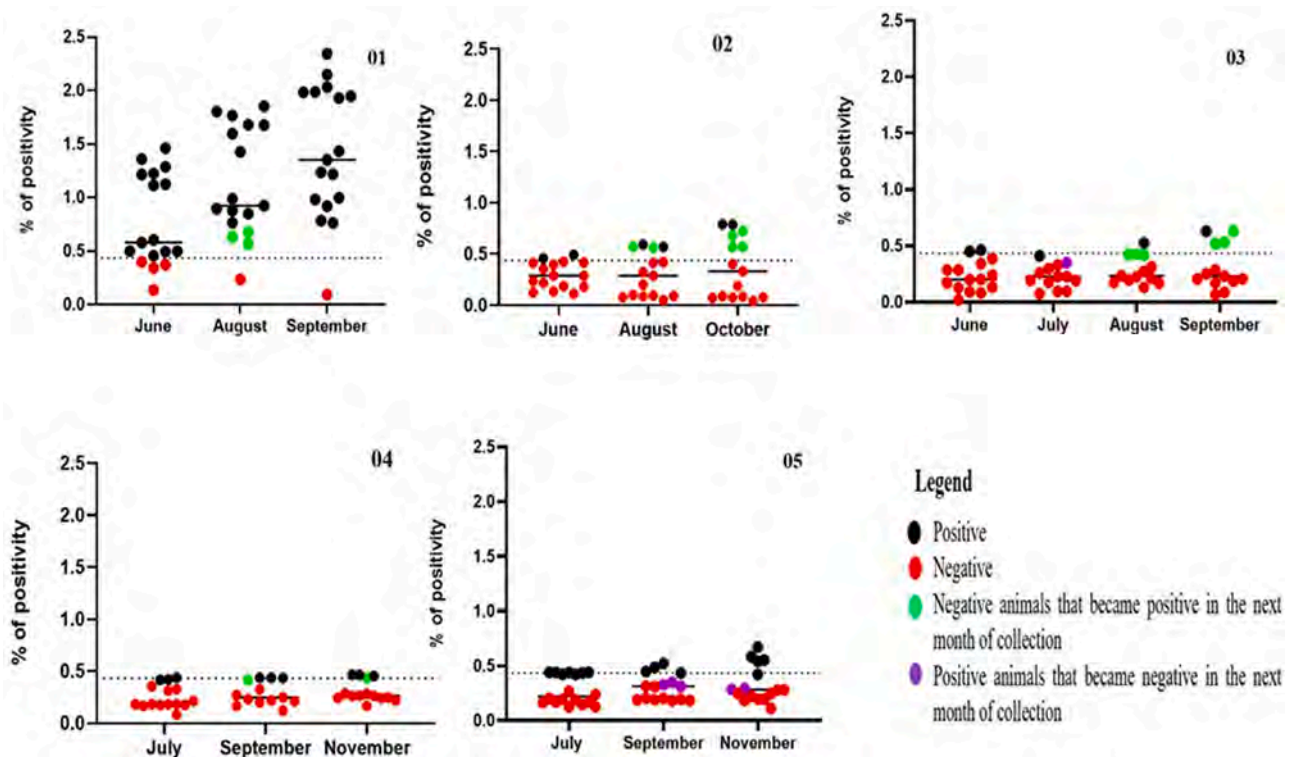 01
% of positivity
2.5
2.0
1.5
1.0
0.5
0.0
June August September
02
% of positivity
2.5
2.0
1.5
1.0
0.5
0.0
June August October
03
% of positivity
2.5
2.0
1.5
1.0
0.5
0.0
June July August September
04
% of positivity
2.5
2.0
1.5
1.0
0.5
0.0
July September November
05
% of positivity
2.5
2.0
1.5
1.0
0.5
0.0
July September November
Legend
Positive
Negative
Negative animals that became positive in the next
month of collection
Positive animals that became negative in the next
month of collection